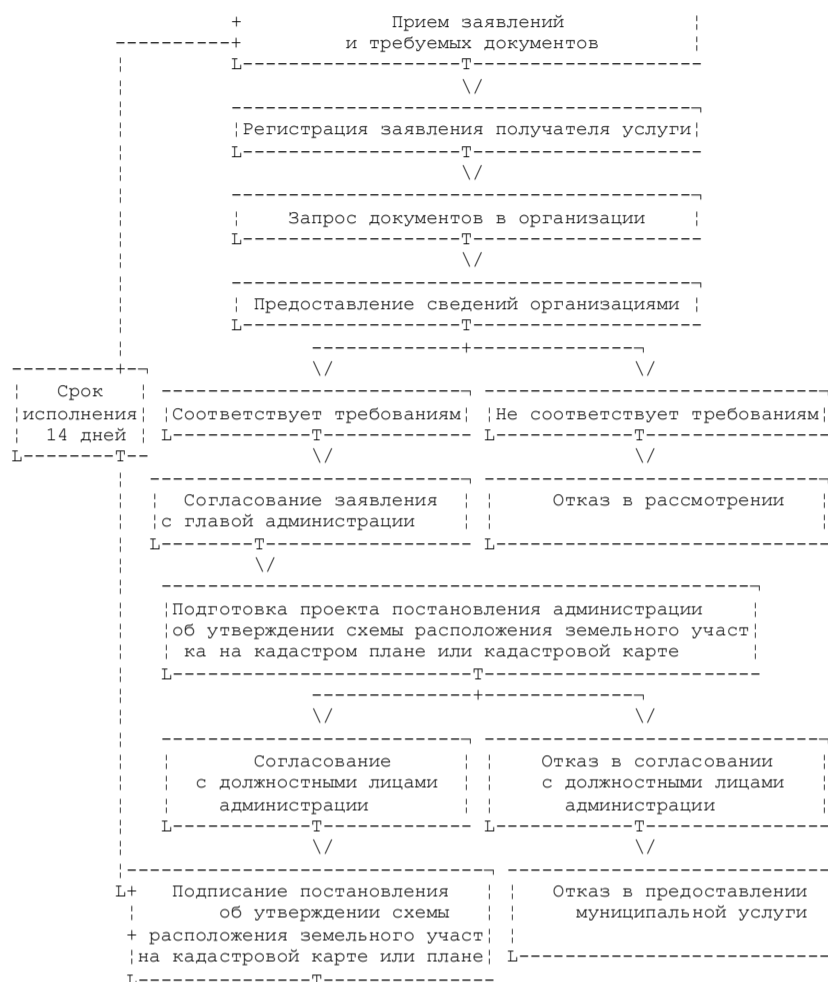 Прием заявлений
и требуемых документов
Регистрация заявления получателя услуги
Запрос документов в организации
Предоставление сведений организациями
Срок
исполнения
14 дней
Соответствует требованиям
Не соответствует требованиям
Согласование заявления
с главой администрации
Отказ в рассмотрении
Подготовка проекта постановления администрации
об утверждении схемы расположения земельного участ
ка на кадастром плане или кадастровой карте
Согласование
с должностными лицами
администрации
Отказ в согласовании
с должностными лицами
администрации
Подписание постановления
об утверждении схемы
расположения земельного участ
на кадастровой карте или плане
Отказ в предоставлении
муниципальной услуги